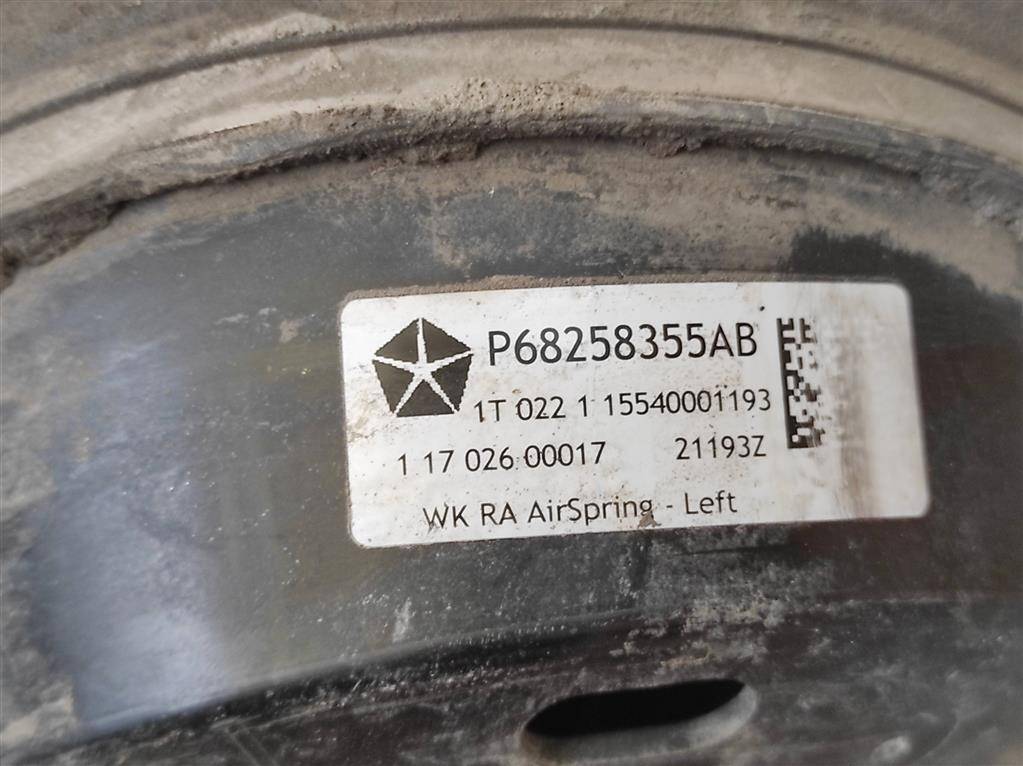 P68258355AB
1T 022 1 15540001193
1 17 026 00017 21193Z
WK RA AirSpring - Left